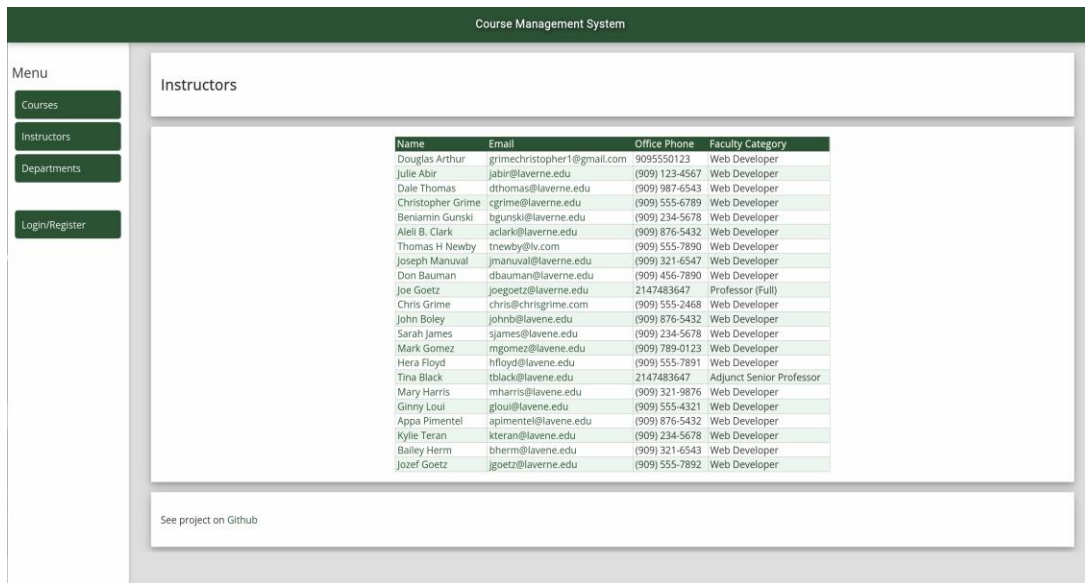 Course Management System
Menu
Courses
Instructors
Departments
Login/Register
Instructors
Name Email Office Phone Faculty Category
Douglas Arthur grimechristopher1@gmail.com 9095550123 Web Developer
Julie Abir jabir@laverne.edu (909) 123-4567 Web Developer
Dale Thomas dthomas@laverne.edu (909) 987-6543 Web Developer
Christopher Grime cgrime@laverne.edu (909) 555-6789 Web Developer
Beniamin Gunski bgunski@laverne.edu (909) 234-5678 Web Developer
Aleli B. Clark aclark@laverne.edu (909) 876-5432 Web Developer
Thomas H Newby tnewby@lv.com (909) 555-7890 Web Developer
Joseph Manuval jmanuval@laverne.edu (909) 321-6547 Web Developer
Don Bauman dbauman@laverne.edu (909) 456-7890 Web Developer
Joe Goetz joegoetz@laverne.edu 2147483647 Professor (Full)
Chris Grime chris@chrisgrime.com (909) 555-2468 Web Developer
John Boley johnb@lavene.edu (909) 876-5432 Web Developer
Sarah James sjames@lavene.edu (909) 234-5678 Web Developer
Mark Gomez mgomez@lavene.edu (909) 789-0123 Web Developer
Hera Floyd hfloyd@lavene.edu (909) 555-7891 Web Developer
Tina Black tblack@lavene.edu 2147483647 Adjunct Senior Professor
Mary Harris mharris@lavene.edu (909) 321-9876 Web Developer
Ginny Loui gloui@lavene.edu (909) 555-4321 Web Developer
Appa Pimentel apimentel@lavene.edu (909) 876-5432 Web Developer
Kylie Teran kteran@lavene.edu (909) 234-5678 Web Developer
Bailey Herm bherm@lavene.edu (909) 321-6543 Web Developer
Jozef Goetz jgoetz@laverne.edu (909) 555-7892 Web Developer
See project on Github